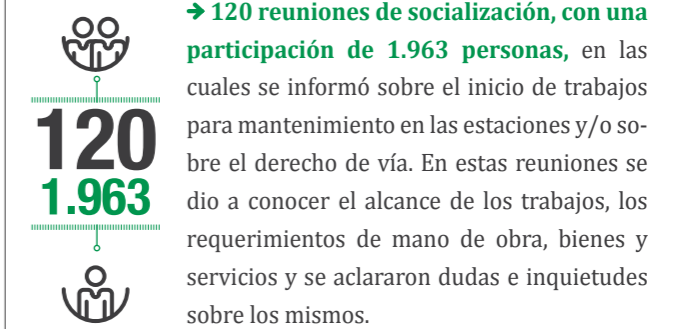 120
1.963
➔ 120 reuniones de socialización, con una
participación de 1.963 personas, en las
cuales se informó sobre el inicio de trabajos
para mantenimiento en las estaciones y/o so-
bre el derecho de vía. En estas reuniones se
dio a conocer el alcance de los trabajos, los
requerimientos de mano de obra, bienes y
servicios y se aclararon dudas e inquietudes
sobre los mismos.